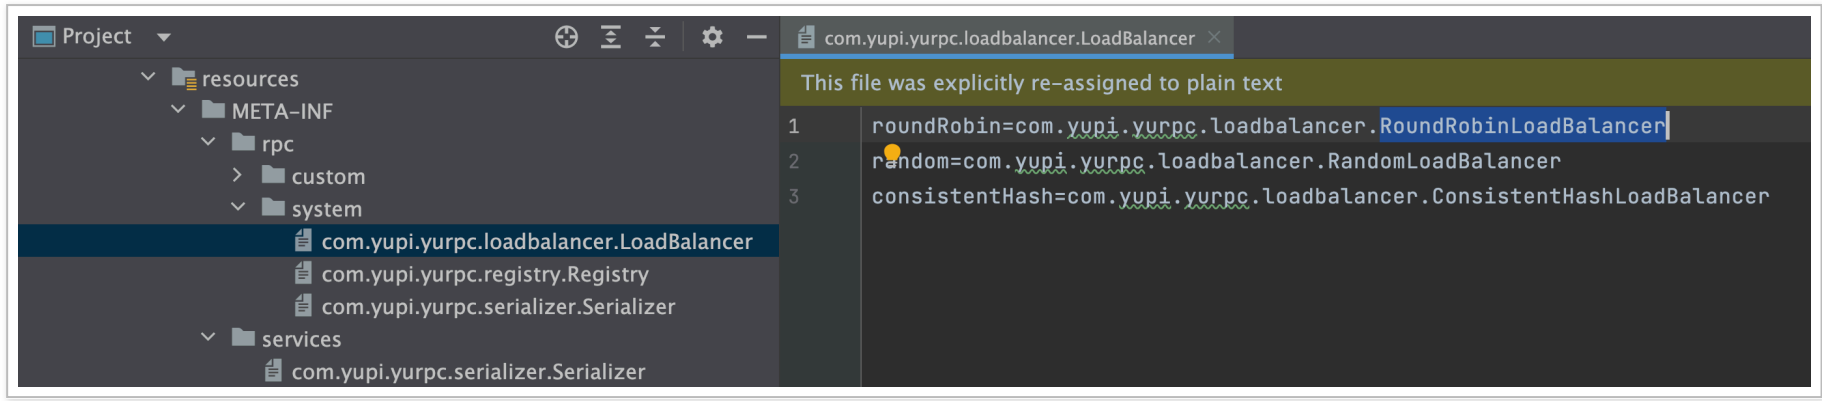 Project
resources
META-INF
rpc
custom
system
com.yupi.yurpc.loadbalancer.LoadBalancer
com.yupi.yurpc.registry.Registry
com.yupi.yurpc.serializer.Serializer
services
com.yupi.yurpc.serializer.Serializer
com.yupi.yurpc.loadbalancer.LoadBalancer
This file was explicitly re-assigned to plain text
1 roundRobin=com.yupi.yurpc.loadbalancer.RoundRobinLoadBalancer
2 random=com.yupi.yurpc.loadbalancer.RandomLoadBalancer
3 consistentHash=com.yupi.yurpc.loadbalancer.ConsistentHashLoadBalancer